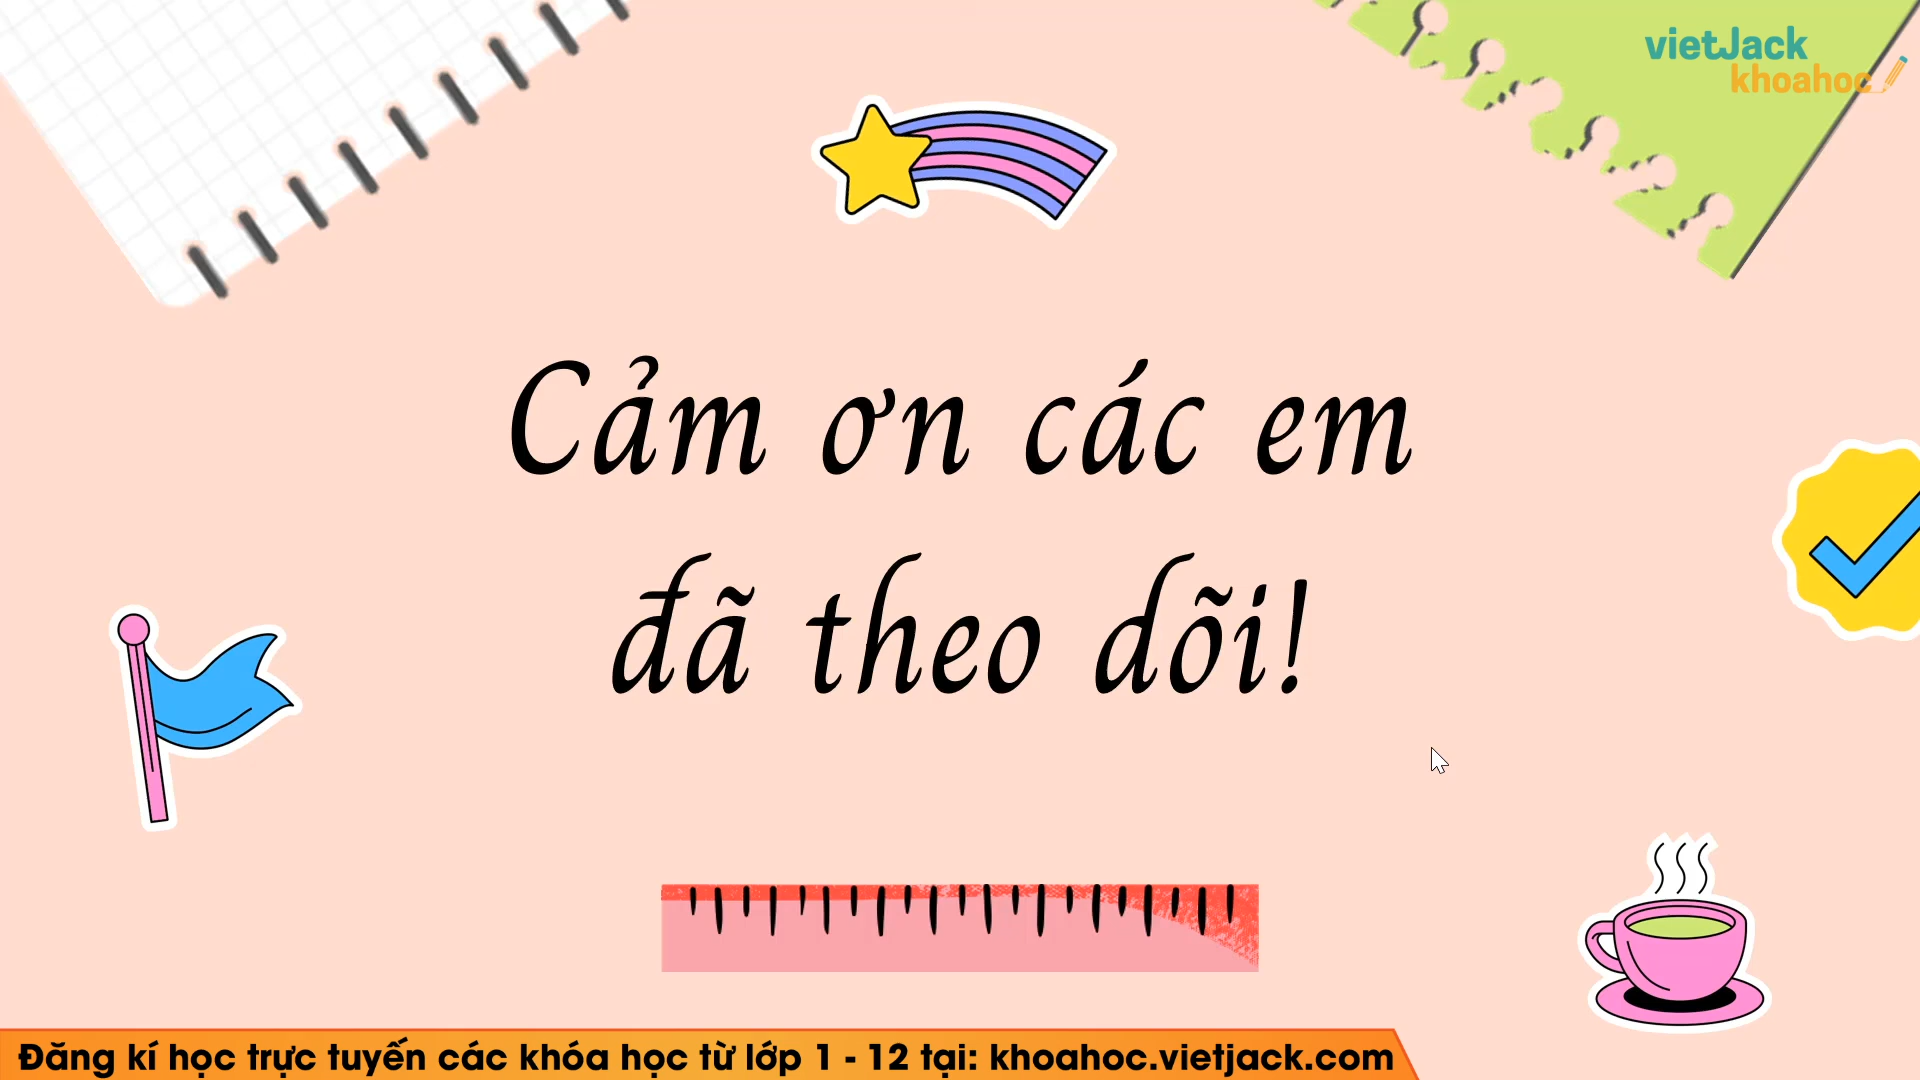 vietJack
khoahoc
Cảm ơn các em
đã theo dõi!
Đăng kí học trực tuyến các khóa học từ lớp 1 - 12 tại: khoahoc.vietjack.com